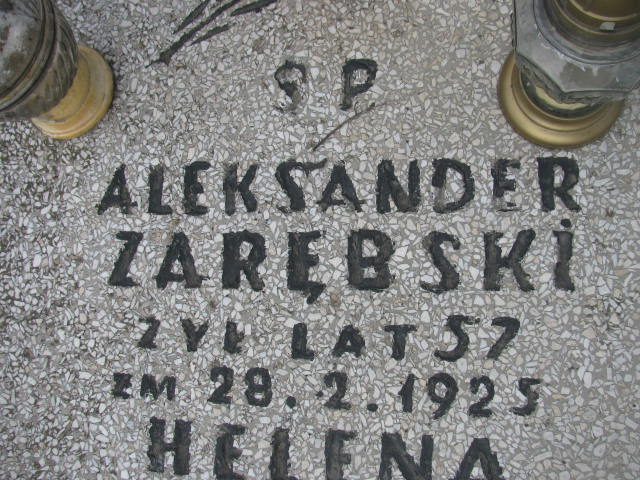 ŚP
ALEKSANDER
ZARĘBSKI
ŻYŁ LAT 57
ZM 28.2.1925
HELENA